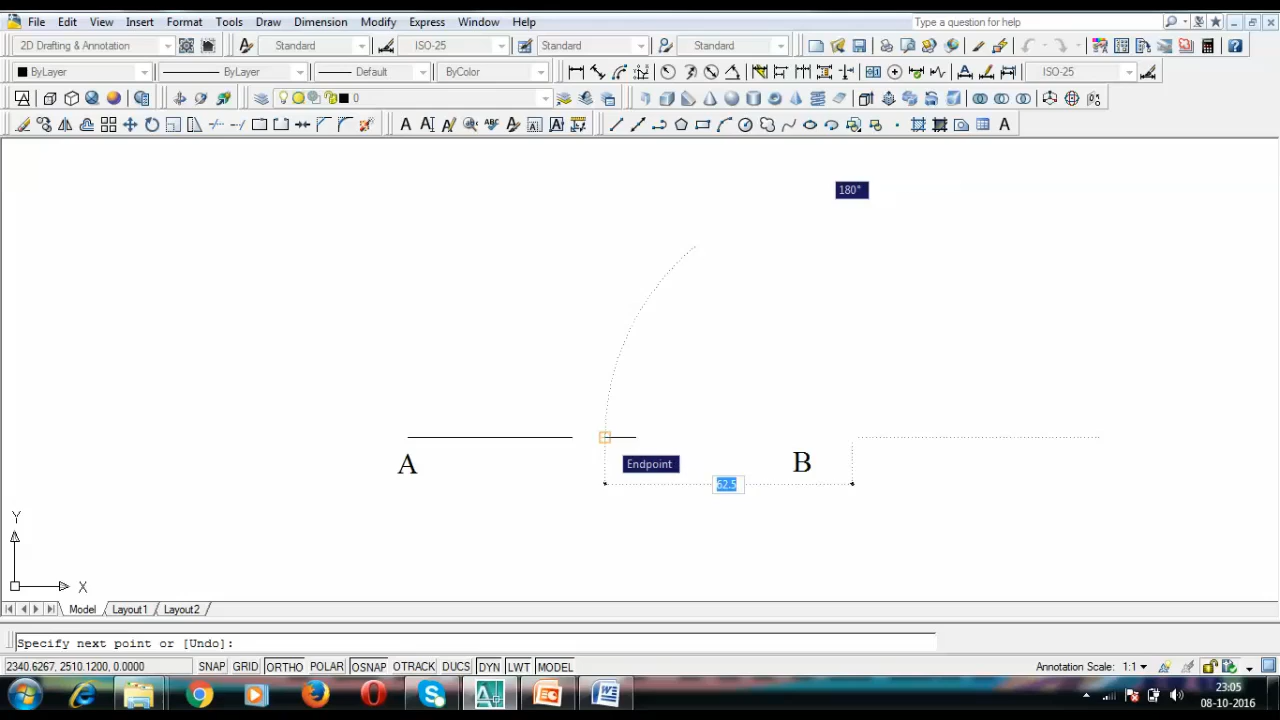 File Edit View Insert Format Tools Draw Dimension Modify Express Window Help Type a question for help
2D Drafting & Annotation Standard ISO-25 Standard Standard
ByLayer ByLayer Default ByColor ISO-25
0
180°
A B
Endpoint
62.5
Y
X
Model Layout1 Layout2
Specify next point or [Undo]:
2340.6267, 2510.1200, 0.0000 SNAP GRID ORTHO POLAR OSNAP OTRACK DUCS DYN LWT MODEL Annotation Scale: 1:1
23:05
08-10-2016